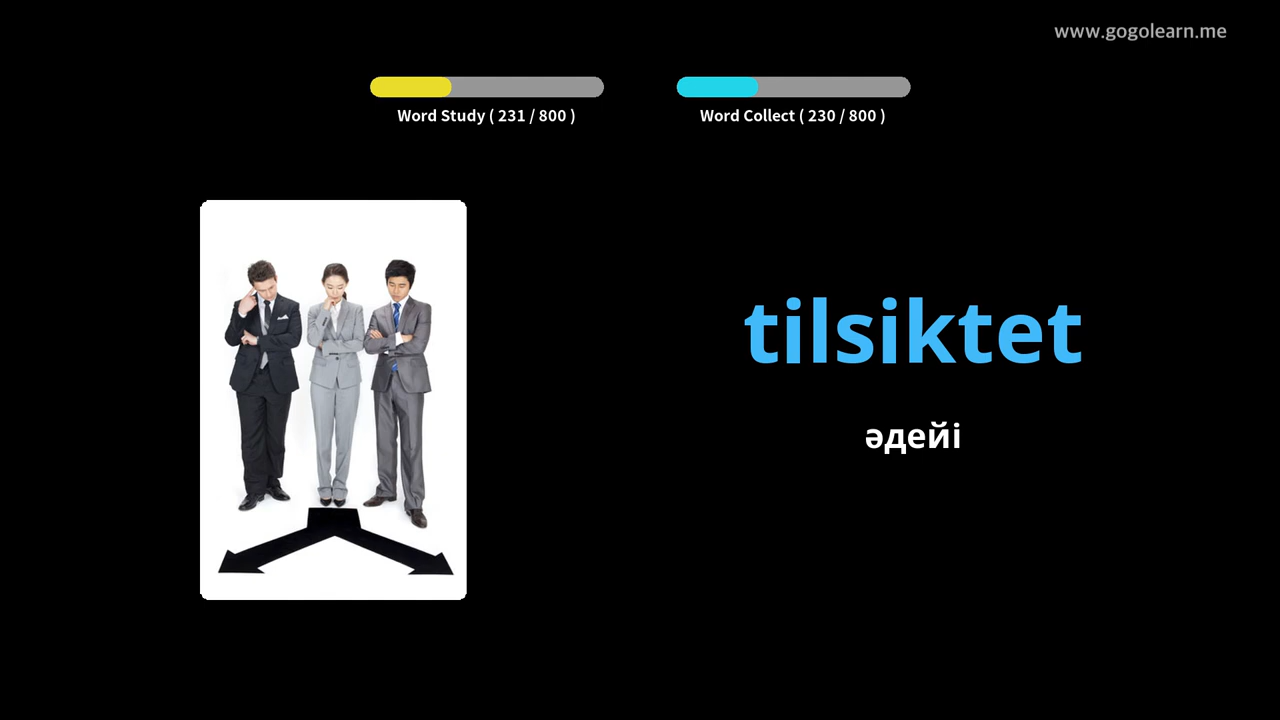 www.gogolearn.me
Word Study ( 231 / 800 )
Word Collect ( 230 / 800 )
tilsiktet
әдейі